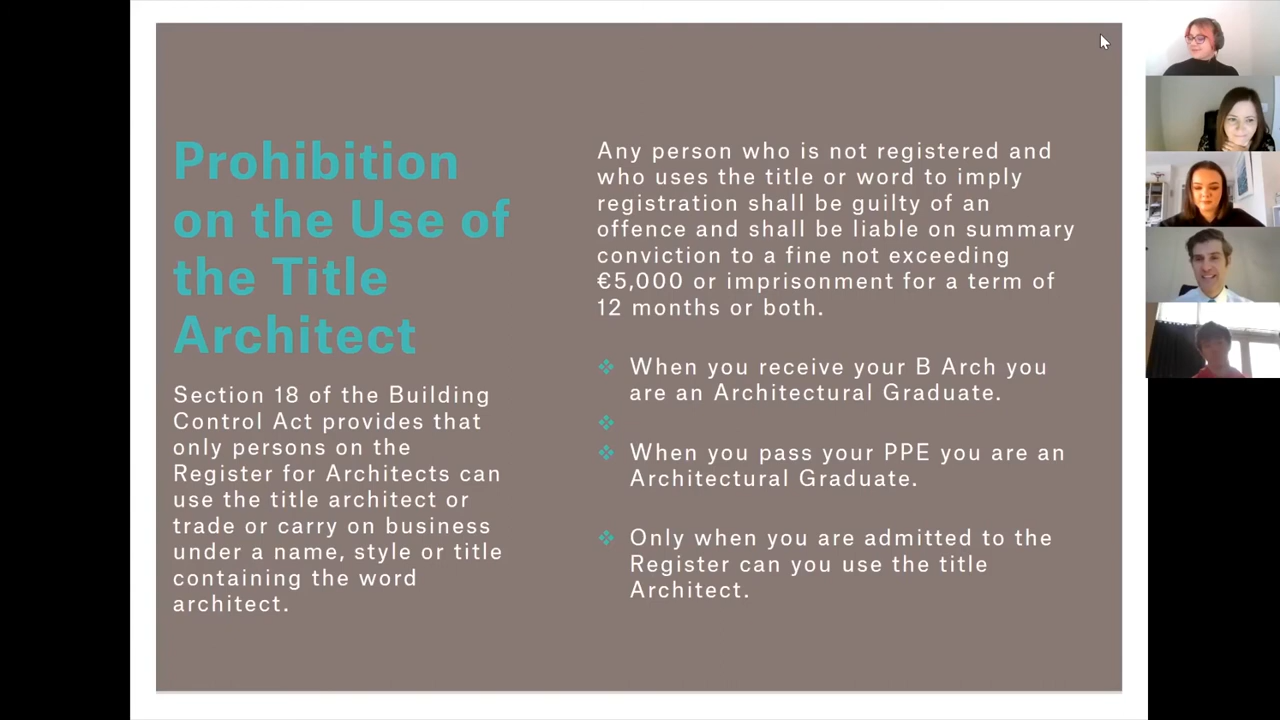 Prohibition
on the Use of
the Title
Architect
Section 18 of the Building
Control Act provides that
only persons on the
Register for Architects can
use the title architect or
trade or carry on business
under a name, style or title
containing the word
architect.
Any person who is not registered and
who uses the title or word to imply
registration shall be guilty of an
offence and shall be liable on summary
conviction to a fine not exceeding
€5,000 or imprisonment for a term of
12 months or both.
When you receive your B Arch you
are an Architectural Graduate.
When you pass your PPE you are an
Architectural Graduate.
Only when you are admitted to the
Register can you use the title
Architect.